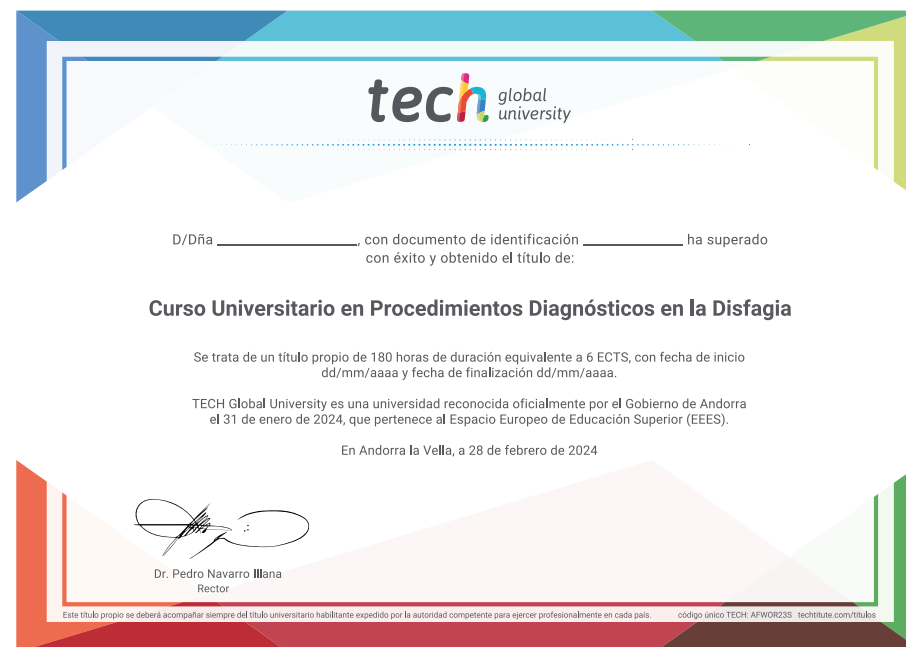 tech global university
D/Dña ____________, con documento de identificación ____________ ha superado
con éxito y obtenido el título de:
Curso Universitario en Procedimientos Diagnósticos en la Disfagia
Se trata de un título propio de 180 horas de duración equivalente a 6 ECTS, con fecha de inicio
dd/mm/aaaa y fecha de finalización dd/mm/aaaa.
TECH Global University es una universidad reconocida oficialmente por el Gobierno de Andorra
el 31 de enero de 2024, que pertenece al Espacio Europeo de Educación Superior (EEES).
En Andorra la Vella, a 28 de febrero de 2024
Dr. Pedro Navarro Illana
Rector
Este título propio se deberá acompañar siempre del título universitario habilitante expedido por la autoridad competente para ejercer profesionalmente en cada país. código único TECH: AFWOR23S techtitute.com/titulos